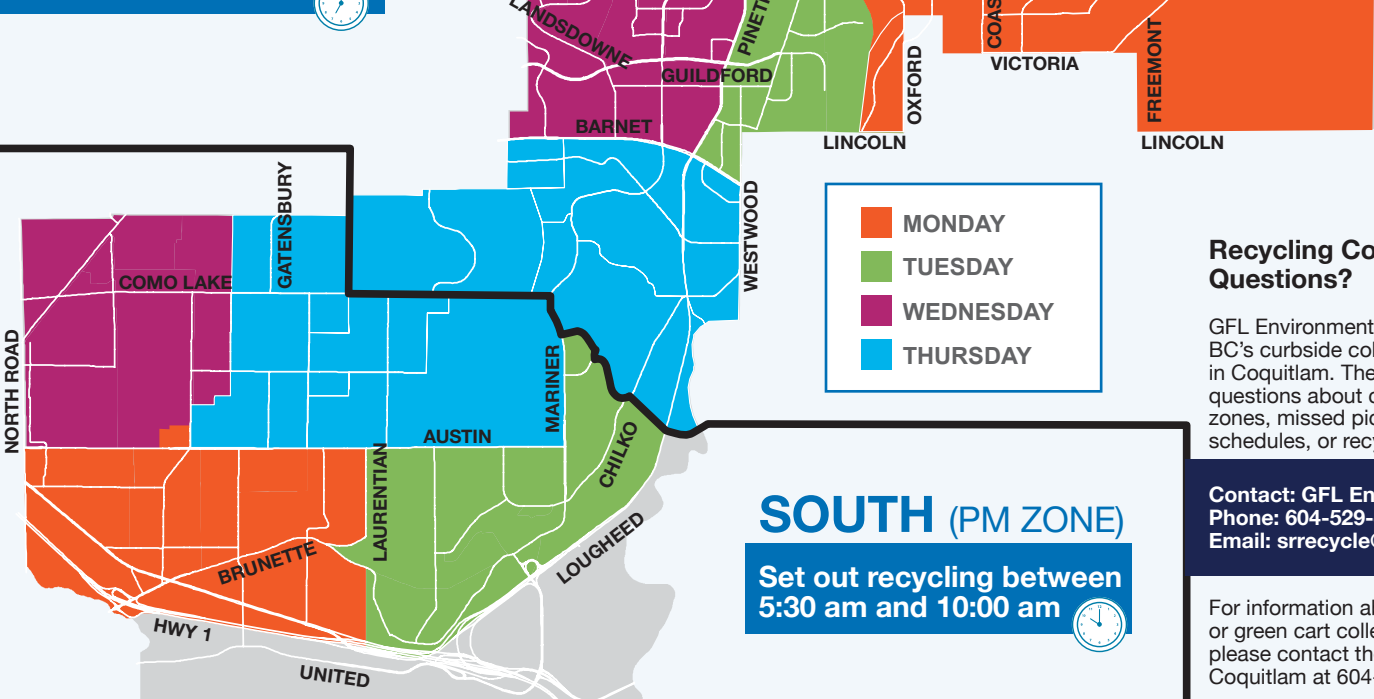 LANDSDOWNE
GUILDFORD
BARNET
OXFORD
VICTORIA
FREEMONT
LINCOLN
LINCOLN
GATENSBURY
COMO LAKE
WESTWOOD
NORTH ROAD
MARINER
AUSTIN
LAURENTIAN
CHILKO
BRUNETTE
LOUGHEED
HWY 1
UNITED
MONDAY
TUESDAY
WEDNESDAY
THURSDAY
SOUTH (PM ZONE)
Set out recycling between
5:30 am and 10:00 am
Recycling Co
Questions?
GFL Environment
BC's curbside col
in Coquitlam. The
questions about c
zones, missed pic
schedules, or recy
Contact: GFL En
Phone: 604-529-
Email: srrecycle@
For information al
or green cart colle
please contact the
Coquitlam at 604-